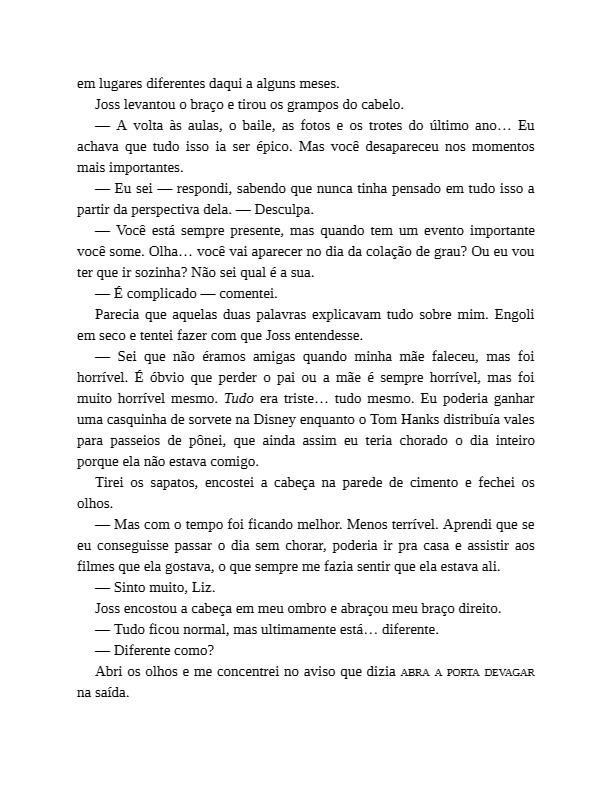 em lugares diferentes daqui a alguns meses.
Joss levantou o braço e tirou os grampos do cabelo.
— A volta às aulas, o baile, as fotos e os trotes do último ano… Eu
achava que tudo isso ia ser épico. Mas você desapareceu nos momentos
mais importantes.
— Eu sei — respondi, sabendo que nunca tinha pensado em tudo isso a
partir da perspectiva dela. — Desculpa.
— Você está sempre presente, mas quando tem um evento importante
você some. Olha… você vai aparecer no dia da colação de grau? Ou eu vou
ter que ir sozinha? Não sei qual é a sua.
— É complicado — comentei.
Parecia que aquelas duas palavras explicavam tudo sobre mim. Engoli
em seco e tentei fazer com que Joss entendesse.
— Sei que não éramos amigas quando minha mãe faleceu, mas foi
horrível. É óbvio que perder o pai ou a mãe é sempre horrível, mas foi
muito horrível mesmo. Tudo era triste… tudo mesmo. Eu poderia ganhar
uma casquinha de sorvete na Disney enquanto o Tom Hanks distribuía vales
para passeios de pônei, que ainda assim eu teria chorado o dia inteiro
porque ela não estava comigo.
Tirei os sapatos, encostei a cabeça na parede de cimento e fechei os
olhos.
— Mas com o tempo foi ficando melhor. Menos terrível. Aprendi que se
eu conseguisse passar o dia sem chorar, poderia ir pra casa e assistir aos
filmes que ela gostava, o que sempre me fazia sentir que ela estava ali.
— Sinto muito, Liz.
Joss encostou a cabeça em meu ombro e abraçou meu braço direito.
— Tudo ficou normal, mas ultimamente está… diferente.
— Diferente como?
Abri os olhos e me concentrei no aviso que dizia ABRA A PORTA DEVAGAR
na saída.